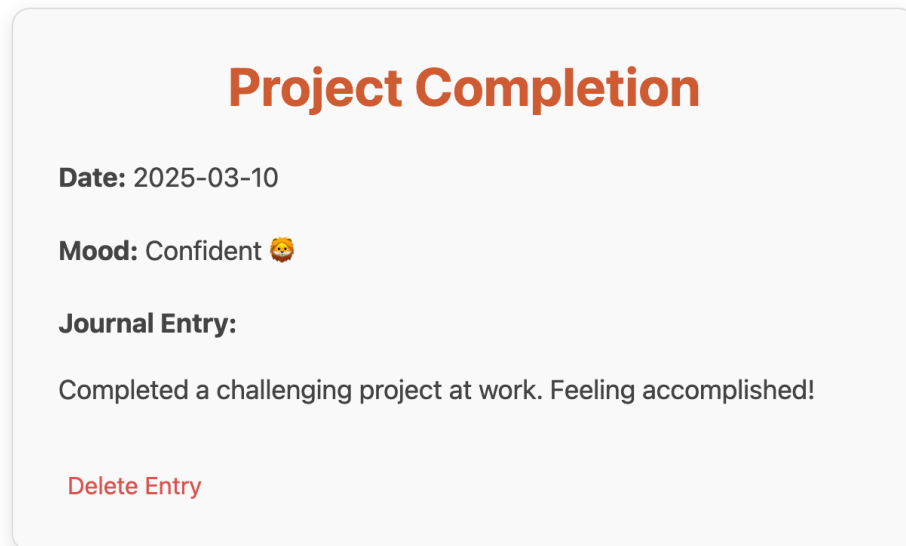 Project Completion
Date: 2025-03-10
Mood: Confident 🦁
Journal Entry:
Completed a challenging project at work. Feeling accomplished!
Delete Entry